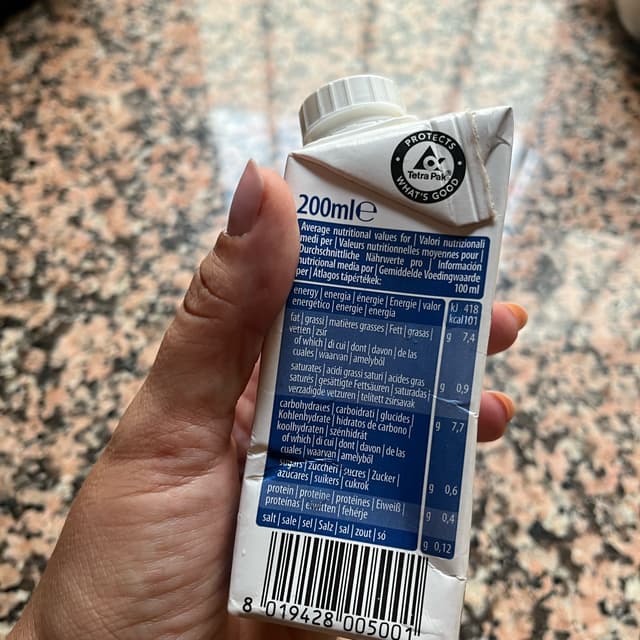 PROTECTS
Tetra Pak®
WHAT'S GOOD
200ml℮
Average nutritional values for | Valori nutrizionali
medi per | Valeurs nutritionnelles moyennes pour |
Durchschnittliche Nährwerte pro | Información
nutricional media por | Gemiddelde Voedingwaarde
per | Átlagos tápértékek: 100 ml
energy | energia | énergie | Energie | valor kJ 418
energético | energie | energia kcal 101
fat | grassi | matières grasses | Fett | grasas | g 7,4
vetten | zsír
of which | di cui | dont | davon | de las
cuales | waarvan | amelyből
saturates | acidi grassi saturi | acides gras g 0,9
saturés | gesättigte Fettsäuren | saturadas |
verzadigde vetzuren | telített zsírsavak
carbohydrates | carboidrati | glucides | g 7,7
Kohlenhydrate | hidratos de carbono |
koolhydraten | szénhidrát
of which | di cui | dont | davon | de las
cuales | waarvan | amelyből
sugars | zuccheri | sucres | Zucker | g 0,6
azúcares | suikers | cukrok
protein | proteine | protéines | Eiweiß | g 0,4
proteínas | eiwitten | fehérje
salt | sale | sel | Salz | sal | zout | só g 0,12
8 019428 005001